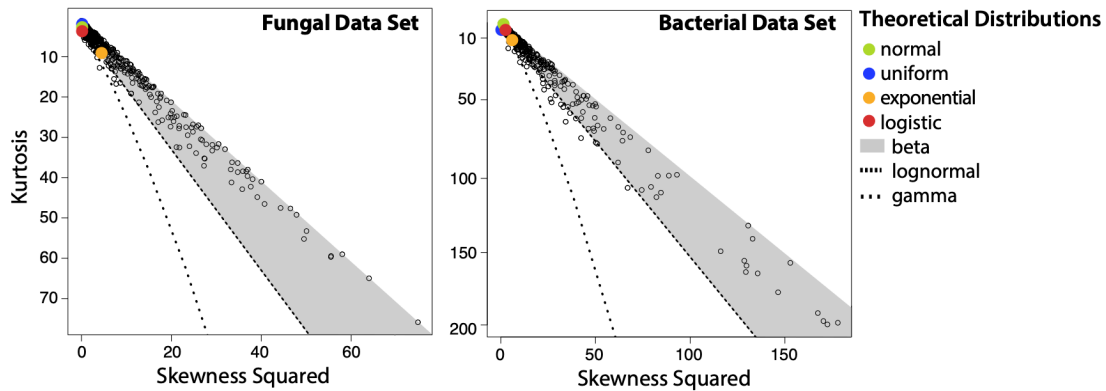 Fungal Data Set
Kurtosis
10
20
30
40
50
60
70
0
20
40
60
Skewness Squared
Bacterial Data Set
10
50
100
150
200
0
50
100
150
Skewness Squared
Theoretical Distributions
normal
uniform
exponential
logistic
beta
lognormal
gamma